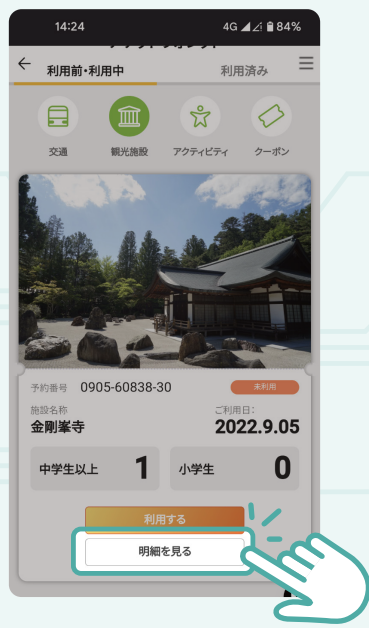 14:24 4G 84%
利用前・利用中 利用済み
交通 観光施設 アクティビティ クーポン
予約番号 0905-60838-30 未利用
施設名称 ご利用日:
金剛峯寺 2022.9.05
中学生以上 1 小学生 0
利用する
明細を見る